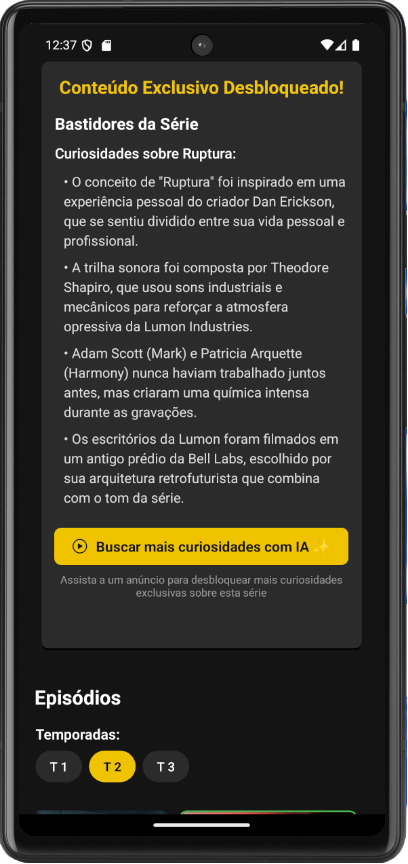 12:37
Conteúdo Exclusivo Desbloqueado!
Bastidores da Série
Curiosidades sobre Ruptura:
• O conceito de "Ruptura" foi inspirado em uma
experiência pessoal do criador Dan Erickson,
que se sentiu dividido entre sua vida pessoal e
profissional.
• A trilha sonora foi composta por Theodore
Shapiro, que usou sons industriais e
mecânicos para reforçar a atmosfera
opressiva da Lumon Industries.
• Adam Scott (Mark) e Patricia Arquette
(Harmony) nunca haviam trabalhado juntos
antes, mas criaram uma química intensa
durante as gravações.
• Os escritórios da Lumon foram filmados em
um antigo prédio da Bell Labs, escolhido por
sua arquitetura retrofuturista que combina
com o tom da série.
Buscar mais curiosidades com IA ✨
Assista a um anúncio para desbloquear mais curiosidades
exclusivas sobre esta série
Episódios
Temporadas:
T 1 T 2 T 3